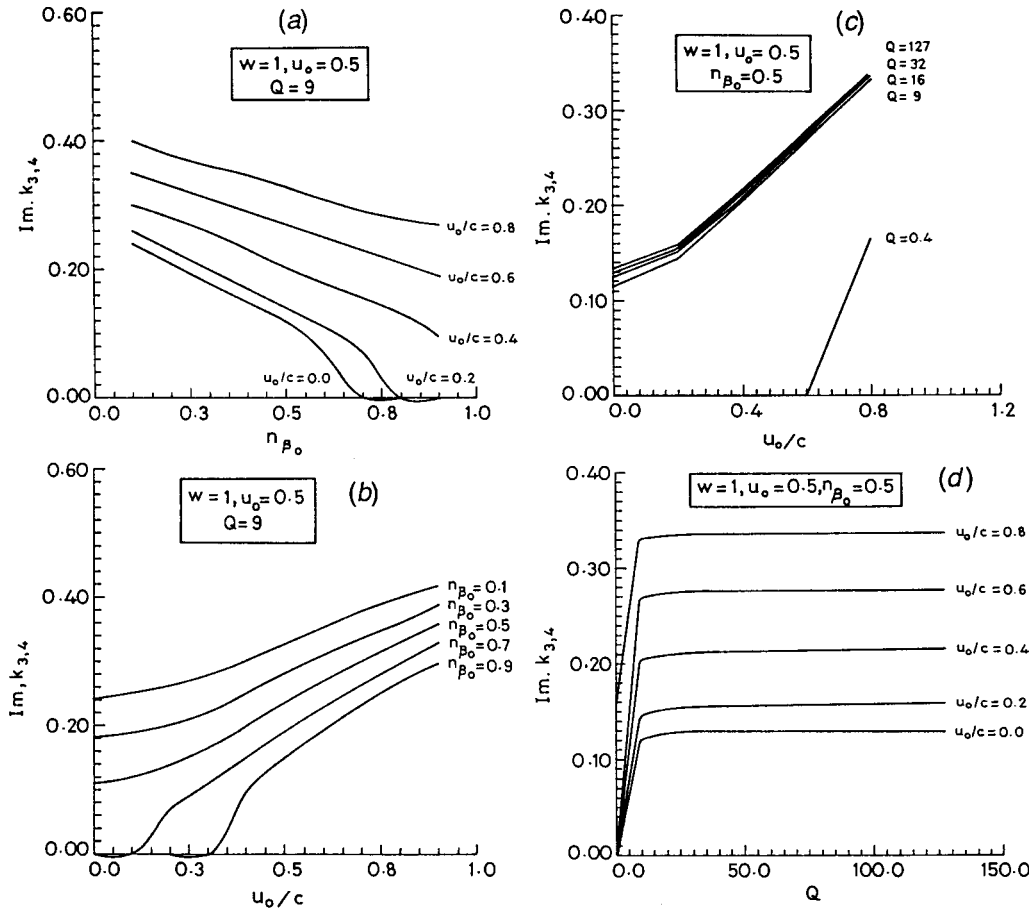 (a)
w=1, u₀=0.5
Q=9
0.60
0.40
0.20
0.00
Im. k₃,₄
u₀/c=0.8
u₀/c=0.6
u₀/c=0.4
u₀/c=0.0
u₀/c=0.2
0.0 0.3 0.5 0.8 1.0
n_β₀
(c)
w=1, u₀=0.5
n_β₀=0.5
0.40
0.30
0.20
0.10
0.00
Im. k₃,₄
Q=127
Q=32
Q=16
Q=9
Q=0.4
0.0 0.4 0.8 1.2
u₀/c
(b)
w=1, u₀=0.5
Q=9
0.60
0.40
0.20
0.00
Im, k₃,₄
n_β₀=0.1
n_β₀=0.3
n_β₀=0.5
n_β₀=0.7
n_β₀=0.9
0.0 0.3 0.5 0.8 1.0
u₀/c
(d)
w=1, u₀=0.5, n_β₀=0.5
0.40
0.30
0.20
0.10
0.00
Im. k₃,₄
u₀/c=0.8
u₀/c=0.6
u₀/c=0.4
u₀/c=0.2
u₀/c=0.0
0.0 50.0 100.0 150.0
Q